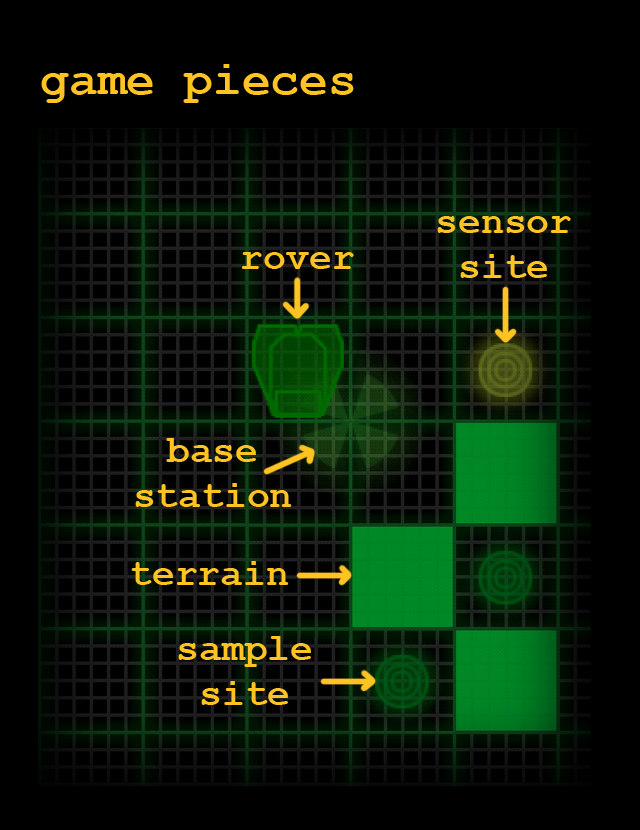 game pieces
sensor
site
rover
base
station
terrain
sample
site